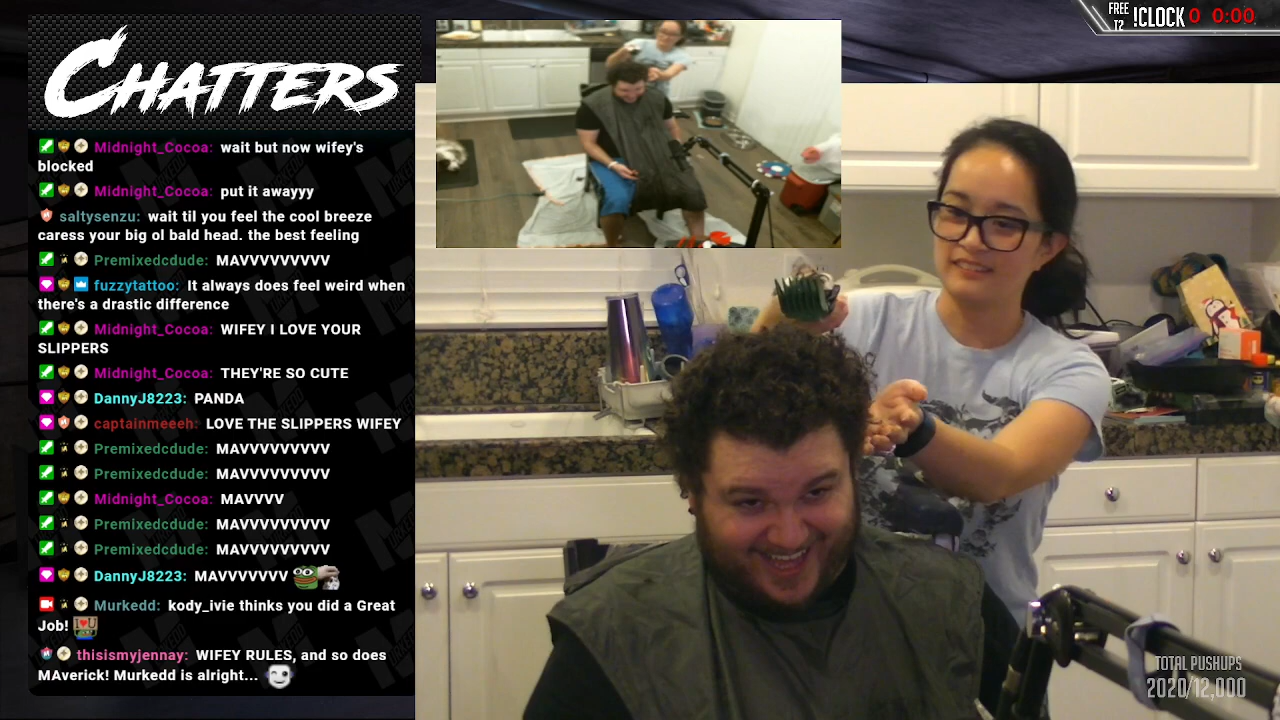 FREE
T2 !CLOCK 0 0:00
CHATTERS
Midnight_Cocoa: wait but now wifey's
blocked
Midnight_Cocoa: put it awayyy
saltysenzu: wait til you feel the cool breeze
caress your big ol bald head. the best feeling
Premixedcdude: MAVVVVVVVVV
fuzzytattoo: It always does feel weird when
there's a drastic difference
Midnight_Cocoa: WIFEY I LOVE YOUR
SLIPPERS
Midnight_Cocoa: THEY'RE SO CUTE
DannyJ8223: PANDA
captainmeeeh: LOVE THE SLIPPERS WIFEY
Premixedcdude: MAVVVVVVVVV
Premixedcdude: MAVVVVVVVVV
Midnight_Cocoa: MAVVVV
Premixedcdude: MAVVVVVVVVV
Premixedcdude: MAVVVVVVVVV
DannyJ8223: MAVVVVVVV
Murkedd: kody_ivie thinks you did a Great
Job! I ♥ U
thisismyjennay: WIFEY RULES, and so does
MAverick! Murkedd is alright...
TOTAL PUSHUPS
2020/12,000